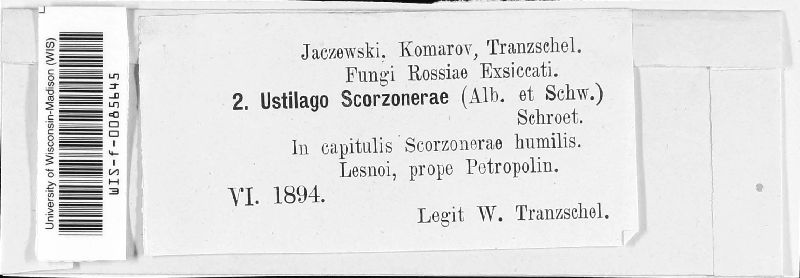 University of Wisconsin-Madison (WIS)
WIS-f-0085645
Jaczewski, Komarov, Tranzschel.
Fungi Rossiae Exsiccati.
2. Ustilago Scorzonerae (Alb. et Schw.)
Schroet.
In capitulis Scorzonerae humilis.
Lesnoi, prope Petropolin.
VI. 1894.
Legit W. Tranzschel.